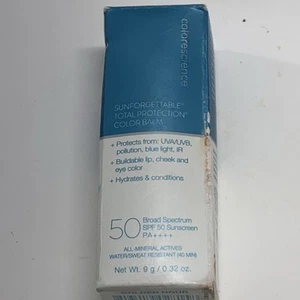 colorescience
SUNFORGETTABLE®
TOTAL PROTECTION™
COLOR BALM
+ Protects from: UVA/UVB,
pollution, blue light, IR
+ Buildable lip, cheek and
eye color
+ Hydrates & conditions
50 Broad Spectrum
SPF 50 Sunscreen
PA++++
ALL-MINERAL ACTIVES
WATER/SWEAT RESISTANT (40 MIN)
Net Wt. 9 g / 0.32 oz.